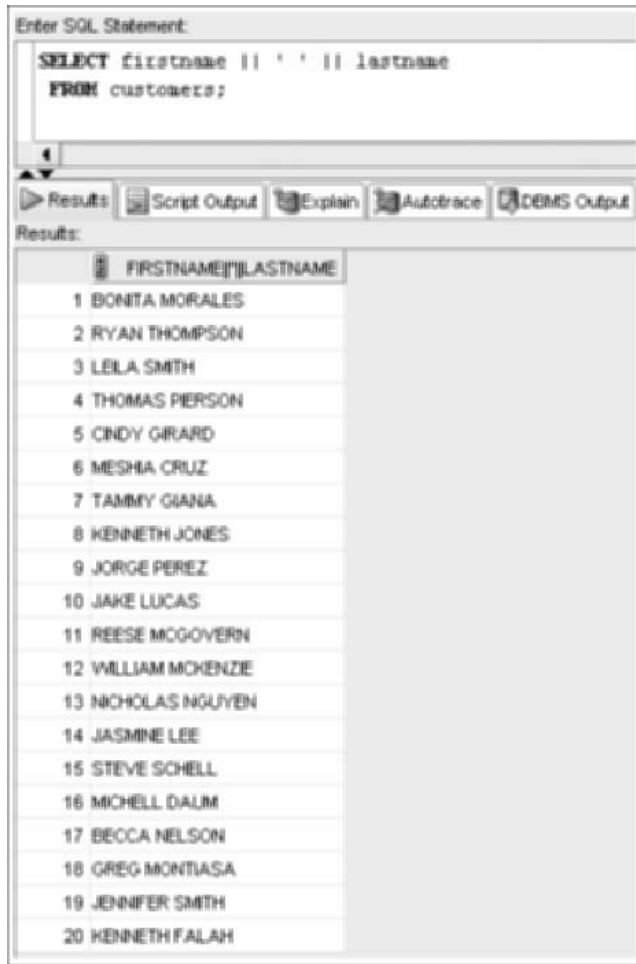 Enter SQL Statement:
SELECT firstname || ' ' || lastname
FROM customers;
Results Script Output Explain Autotrace DBMS Output
Results:
FIRSTNAME||''||LASTNAME
1 BONITA MORALES
2 RYAN THOMPSON
3 LEILA SMITH
4 THOMAS PIERSON
5 CINDY GIRARD
6 MESHIA CRUZ
7 TAMMY GIANA
8 KENNETH JONES
9 JORGE PEREZ
10 JAKE LUCAS
11 REESE MCGOVERN
12 WILLIAM MCKENZIE
13 NICHOLAS NGUYEN
14 JASMINE LEE
15 STEVE SCHELL
16 MICHELL DAUM
17 BECCA NELSON
18 GREG MONTIASA
19 JENNIFER SMITH
20 KENNETH FALAH